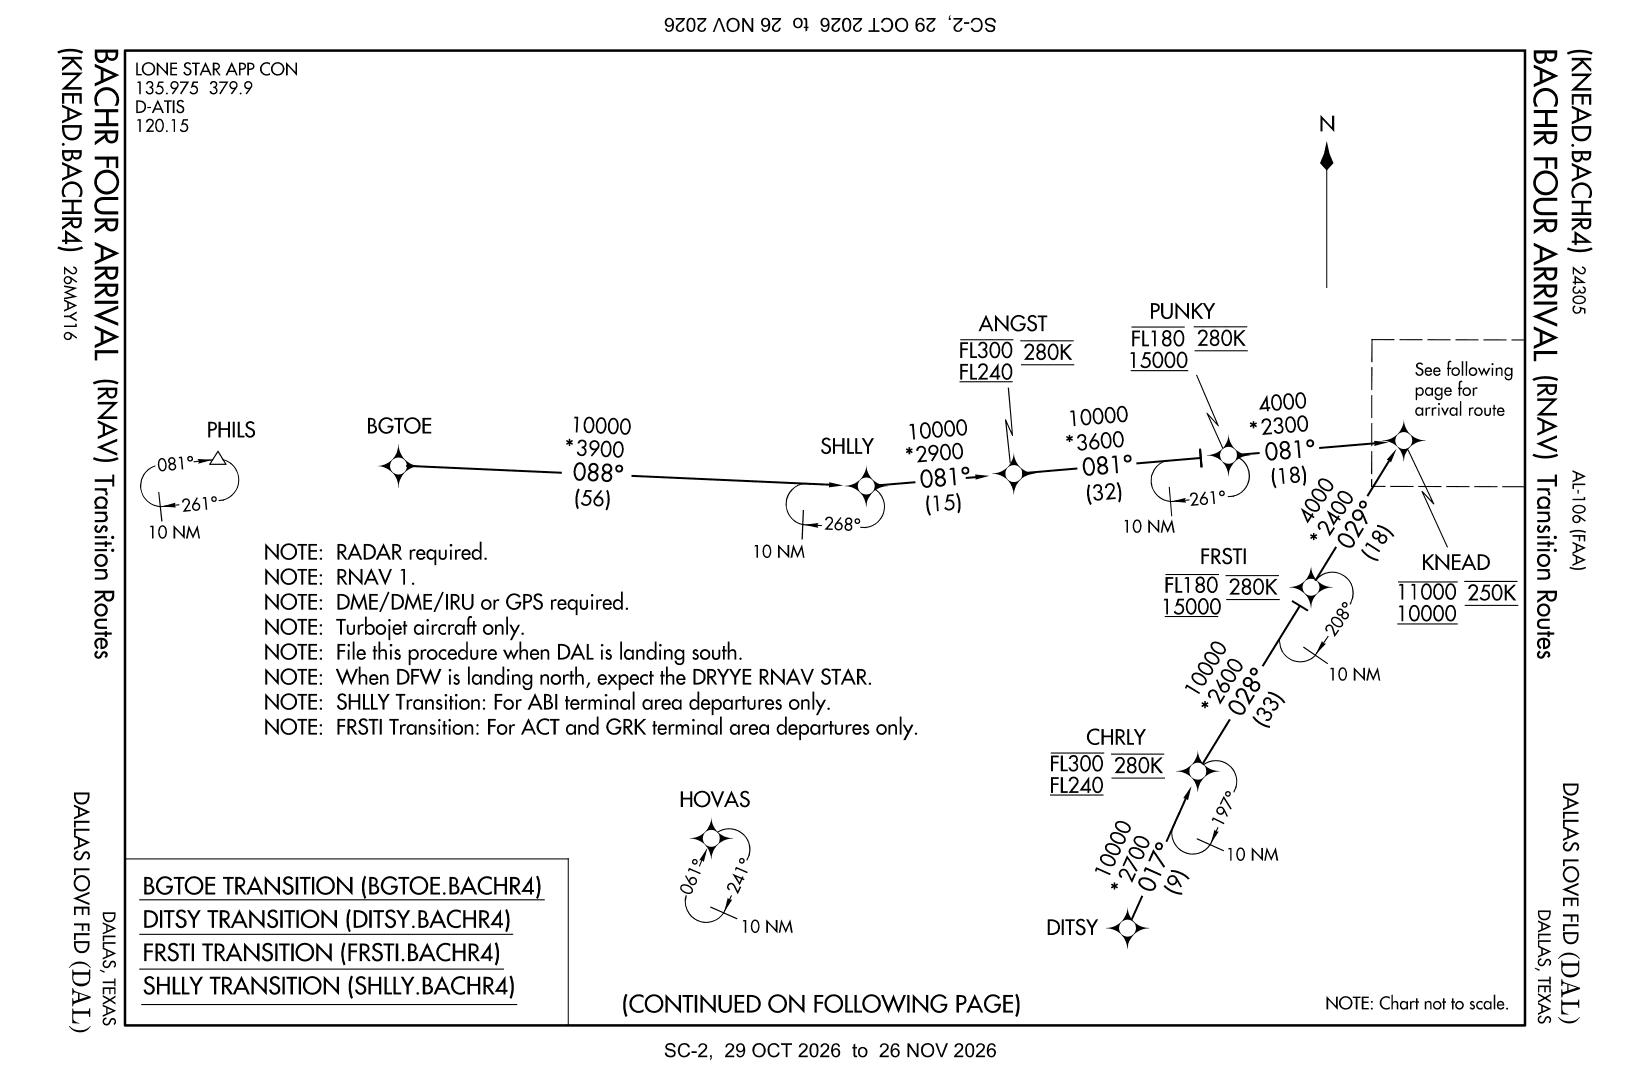 SC-2, 29 OCT 2026 to 26 NOV 2026
(KNEAD.BACHR4) 26MAY16
BACHR FOUR ARRIVAL (RNAV) Transition Routes
DALLAS LOVE FLD (DAL)
DALLAS, TEXAS
LONE STAR APP CON
135.975 379.9
D-ATIS
120.15
N
PHILS
081°
261°
10 NM
BGTOE
10000
*3900
088°
(56)
SHLLY
268°
10 NM
10000
*2900
081°
(15)
ANGST
FL300 280K
FL240
10000
*3600
081°
(32)
PUNKY
FL180 280K
15000
261°
10 NM
4000
*2300
081°
(18)
See following
page for
arrival route
KNEAD
11000 250K
10000
4000
*2400
029°
(18)
FRSTI
FL180 280K
15000
208°
10 NM
10000
*2600
028°
(33)
CHRLY
FL300 280K
FL240
197°
10 NM
10000
*2700
017°
(9)
DITSY
NOTE: RADAR required.
NOTE: RNAV 1.
NOTE: DME/DME/IRU or GPS required.
NOTE: Turbojet aircraft only.
NOTE: File this procedure when DAL is landing south.
NOTE: When DFW is landing north, expect the DRYYE RNAV STAR.
NOTE: SHLLY Transition: For ABI terminal area departures only.
NOTE: FRSTI Transition: For ACT and GRK terminal area departures only.
HOVAS
061°
241°
10 NM
BGTOE TRANSITION (BGTOE.BACHR4)
DITSY TRANSITION (DITSY.BACHR4)
FRSTI TRANSITION (FRSTI.BACHR4)
SHLLY TRANSITION (SHLLY.BACHR4)
(CONTINUED ON FOLLOWING PAGE)
NOTE: Chart not to scale.
(KNEAD.BACHR4) 24305
BACHR FOUR ARRIVAL (RNAV) Transition Routes
AL-106 (FAA)
DALLAS LOVE FLD (DAL)
DALLAS, TEXAS
SC-2, 29 OCT 2026 to 26 NOV 2026